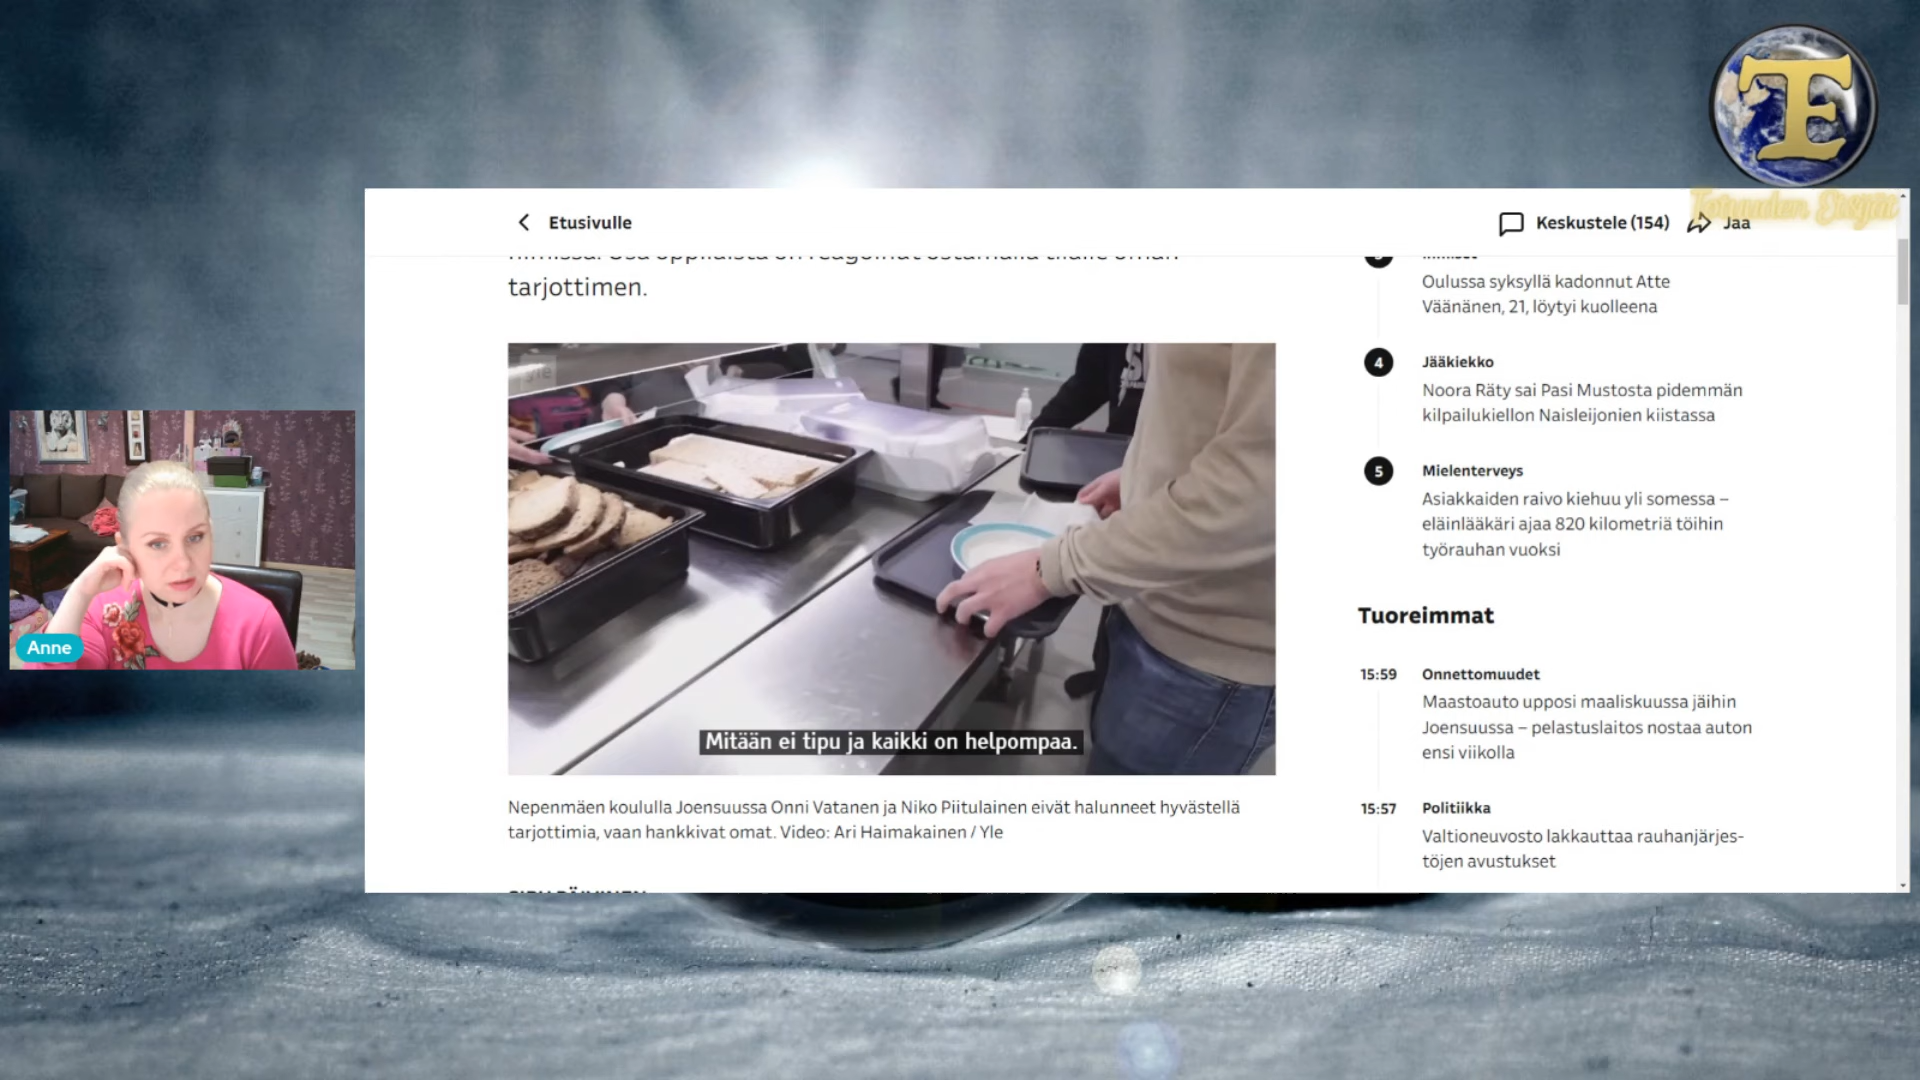 TE
Totuuden Etsijät
Etusivulle
Keskustele (154)
Jaa
tarjottimen.
yle
Mitään ei tipu ja kaikki on helpompaa.
Nepenmäen koululla Joensuussa Onni Vatanen ja Niko Piitulainen eivät halunneet hyvästellä
tarjottimia, vaan hankkivat omat. Video: Ari Haimakainen / Yle
Oulussa syksyllä kadonnut Atte
Väänänen, 21, löytyi kuolleena
4
Jääkiekko
Noora Räty sai Pasi Mustosta pidemmän
kilpailukiellon Naisleijonien kiistassa
5
Mielenterveys
Asiakkaiden raivo kiehuu yli somessa –
eläinlääkäri ajaa 820 kilometriä töihin
työrauhan vuoksi
Tuoreimmat
15:59
Onnettomuudet
Maastoauto upposi maaliskuussa jäihin
Joensuussa – pelastuslaitos nostaa auton
ensi viikolla
15:57
Politiikka
Valtioneuvosto lakkauttaa rauhanjärjes-
töjen avustukset
Anne